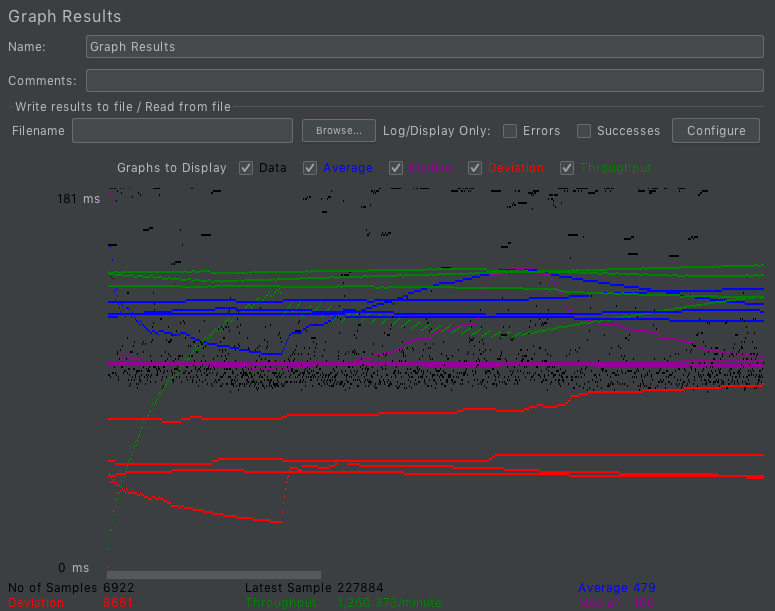 Graph Results
Name: Graph Results
Comments:
Write results to file / Read from file
Filename Browse... Log/Display Only: Errors Successes Configure
Graphs to Display Data Average Median Deviation Throughput
181 ms
0 ms
No of Samples 6922 Latest Sample 227884 Average 479
Deviation 8661 Throughput 1,250.373/minute Median 100